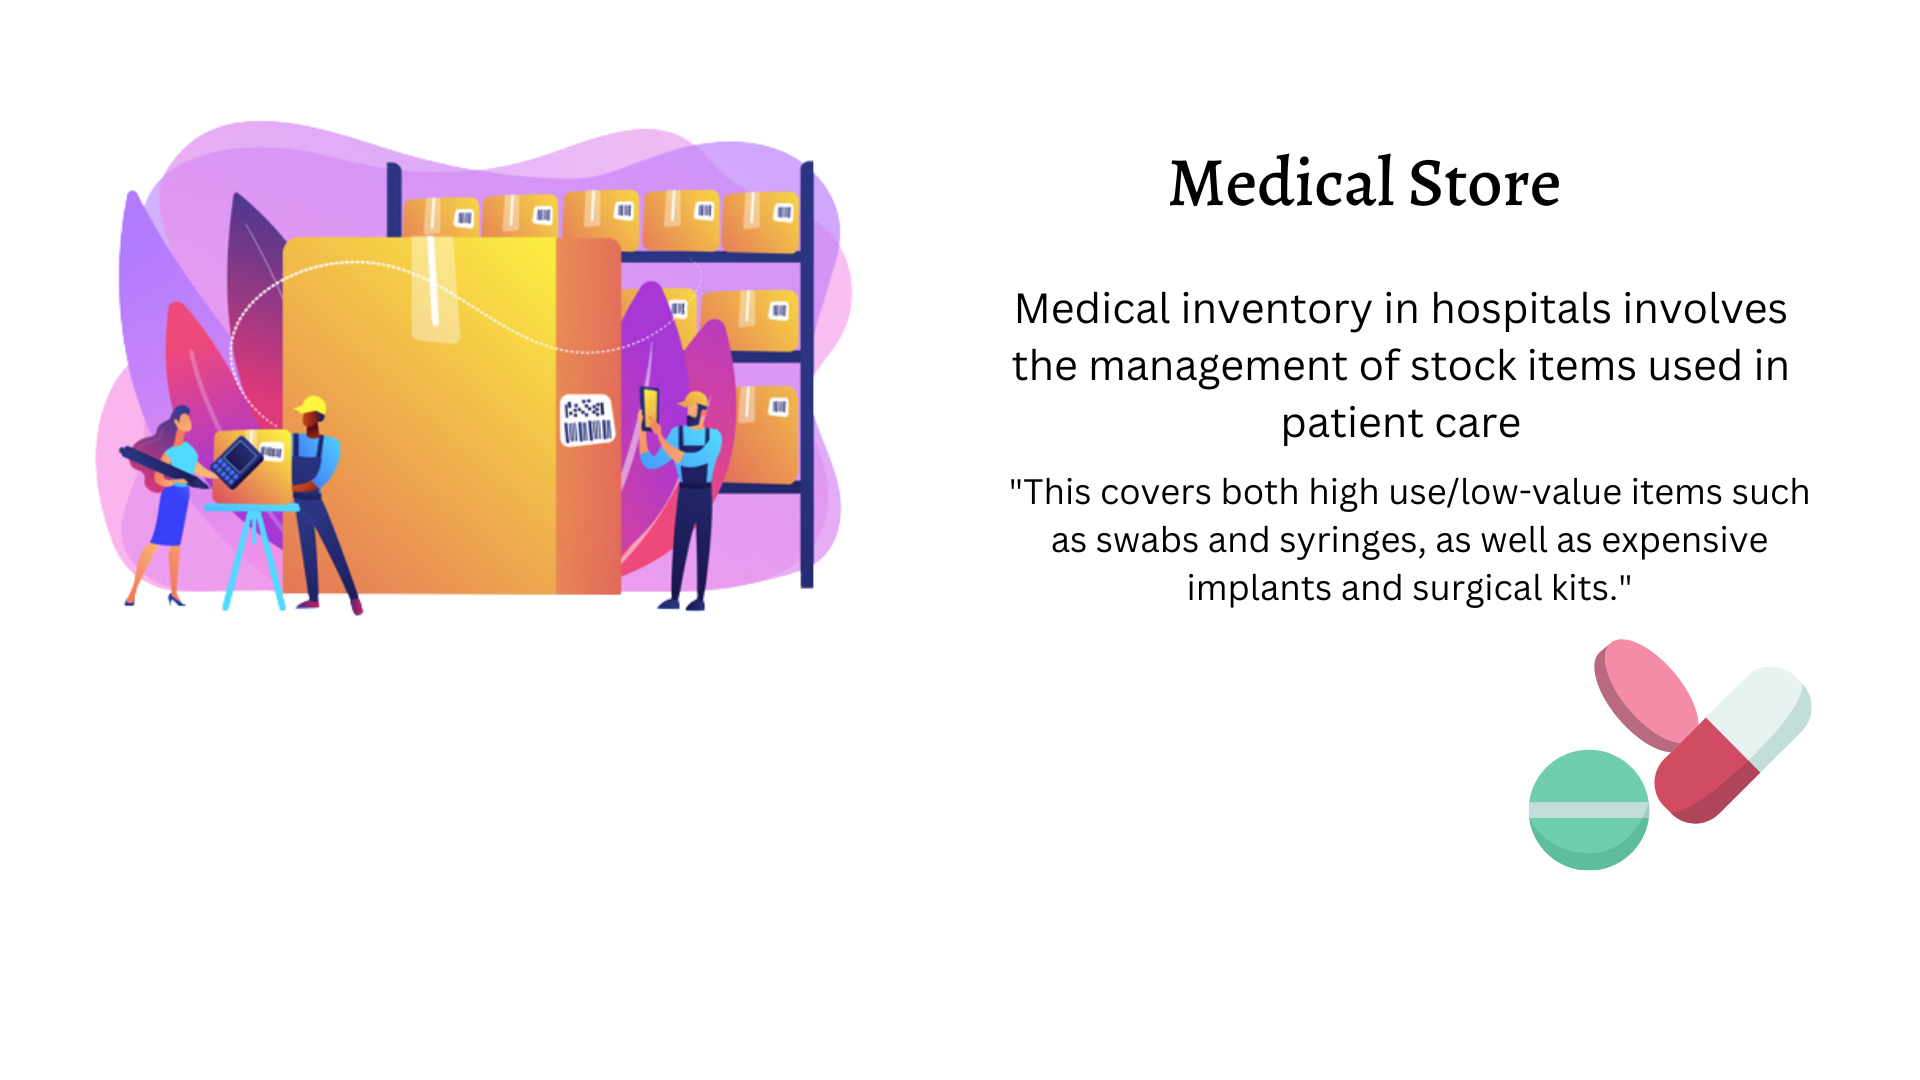 Medical Store
Medical inventory in hospitals involves
the management of stock items used in
patient care
"This covers both high use/low-value items such
as swabs and syringes, as well as expensive
implants and surgical kits."